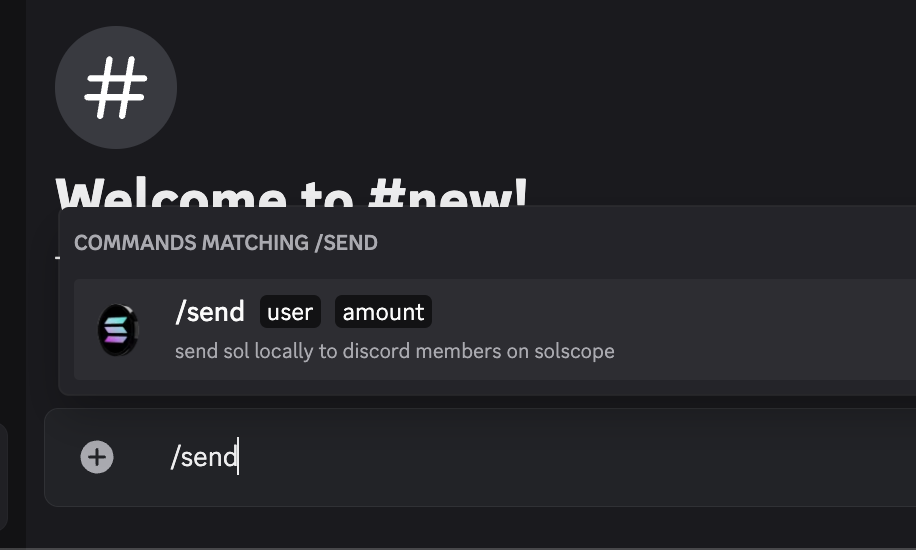 Welcome to #new!
COMMANDS MATCHING /SEND
/send user amount
send sol locally to discord members on solscope
/send